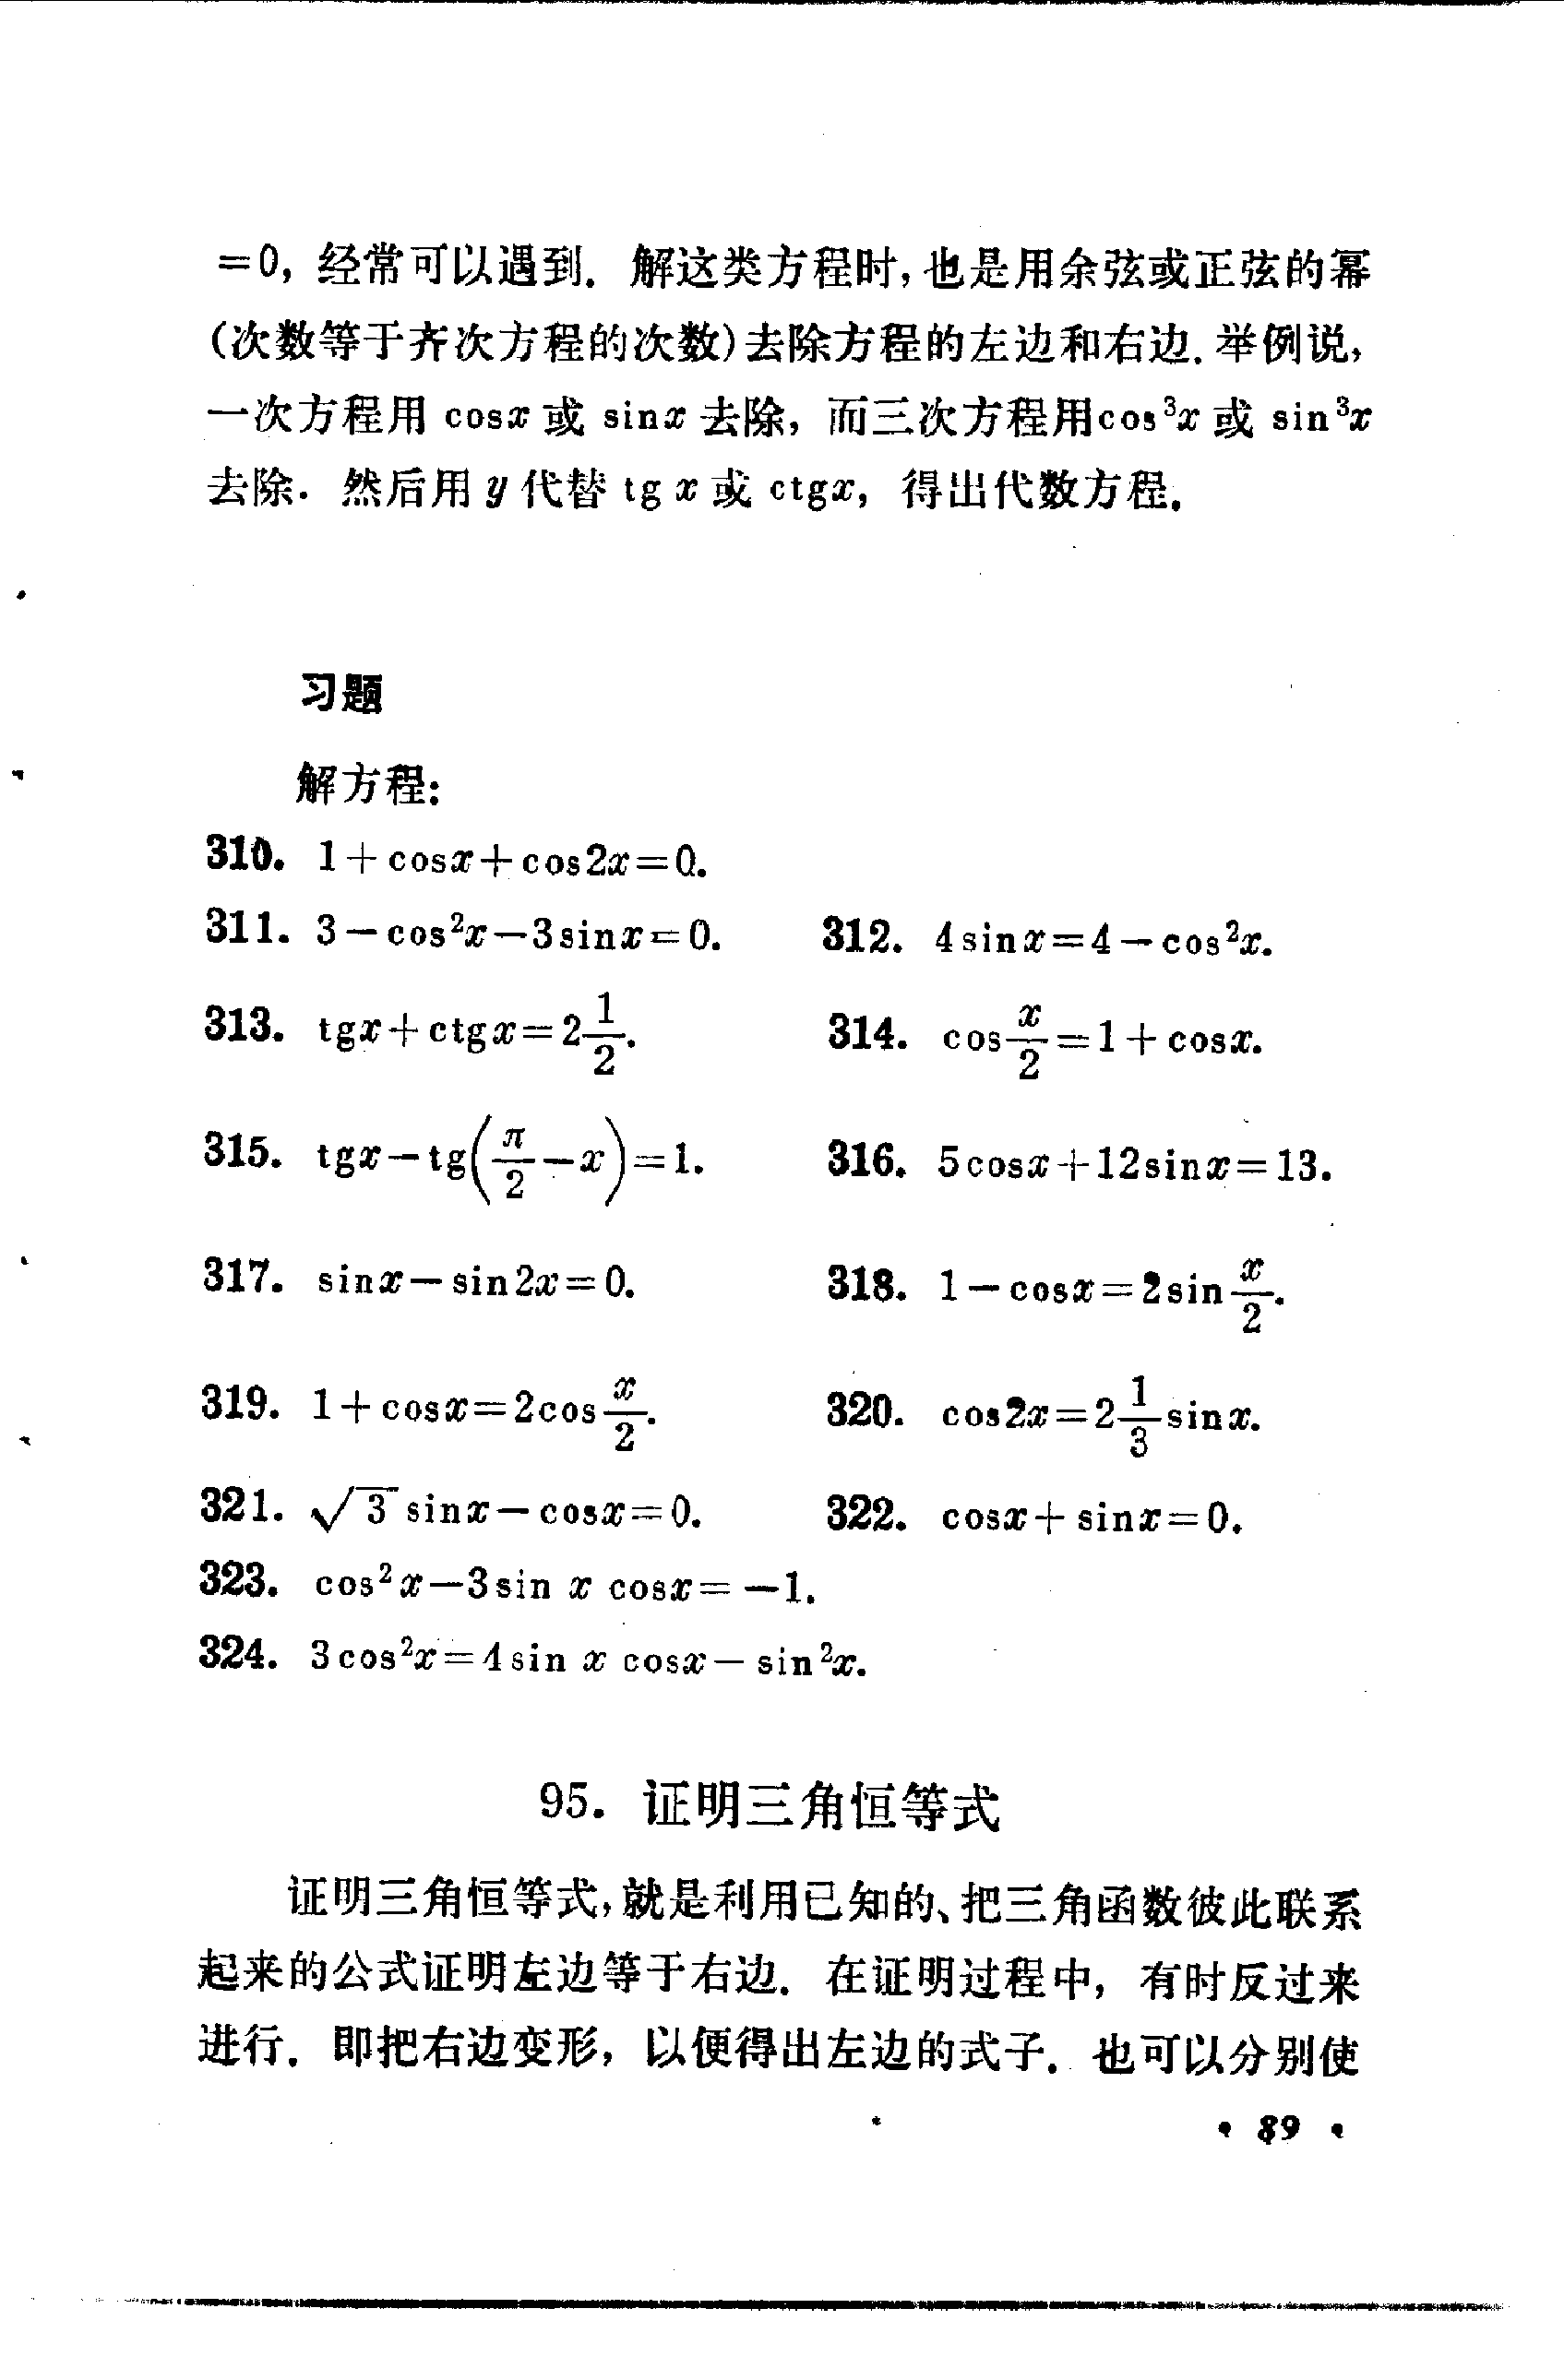 =0, 经常可以遇到. 解这类方程时,也是用余弦或正弦的幂
(次数等于齐次方程的次数)去除方程的左边和右边.举例说,
一次方程用 cosx 或 sinx 去除, 而三次方程用cos³x 或 sin³x
去除. 然后用 y 代替 tg x 或 ctgx, 得出代数方程.
习题
解方程:
310. 1+cosx+cos2x=0.
311. 3-cos²x-3sinx=0. 312. 4sinx=4-cos²x.
313. tgx+ctgx=2 1/2. 314. cos x/2=1+cosx.
315. tgx-tg(π/2-x)=1. 316. 5cosx+12sinx=13.
317. sinx-sin2x=0. 318. 1-cosx=2sin x/2.
319. 1+cosx=2cos x/2. 320. cos2x=2 1/3 sinx.
321. √3 sinx-cosx=0. 322. cosx+sinx=0.
323. cos²x-3sin x cosx=-1.
324. 3cos²x=4sin x cosx-sin²x.
95. 证明三角恒等式
证明三角恒等式,就是利用已知的、把三角函数彼此联系
起来的公式证明左边等于右边. 在证明过程中, 有时反过来
进行. 即把右边变形, 以便得出左边的式子. 也可以分别使
• 89 •